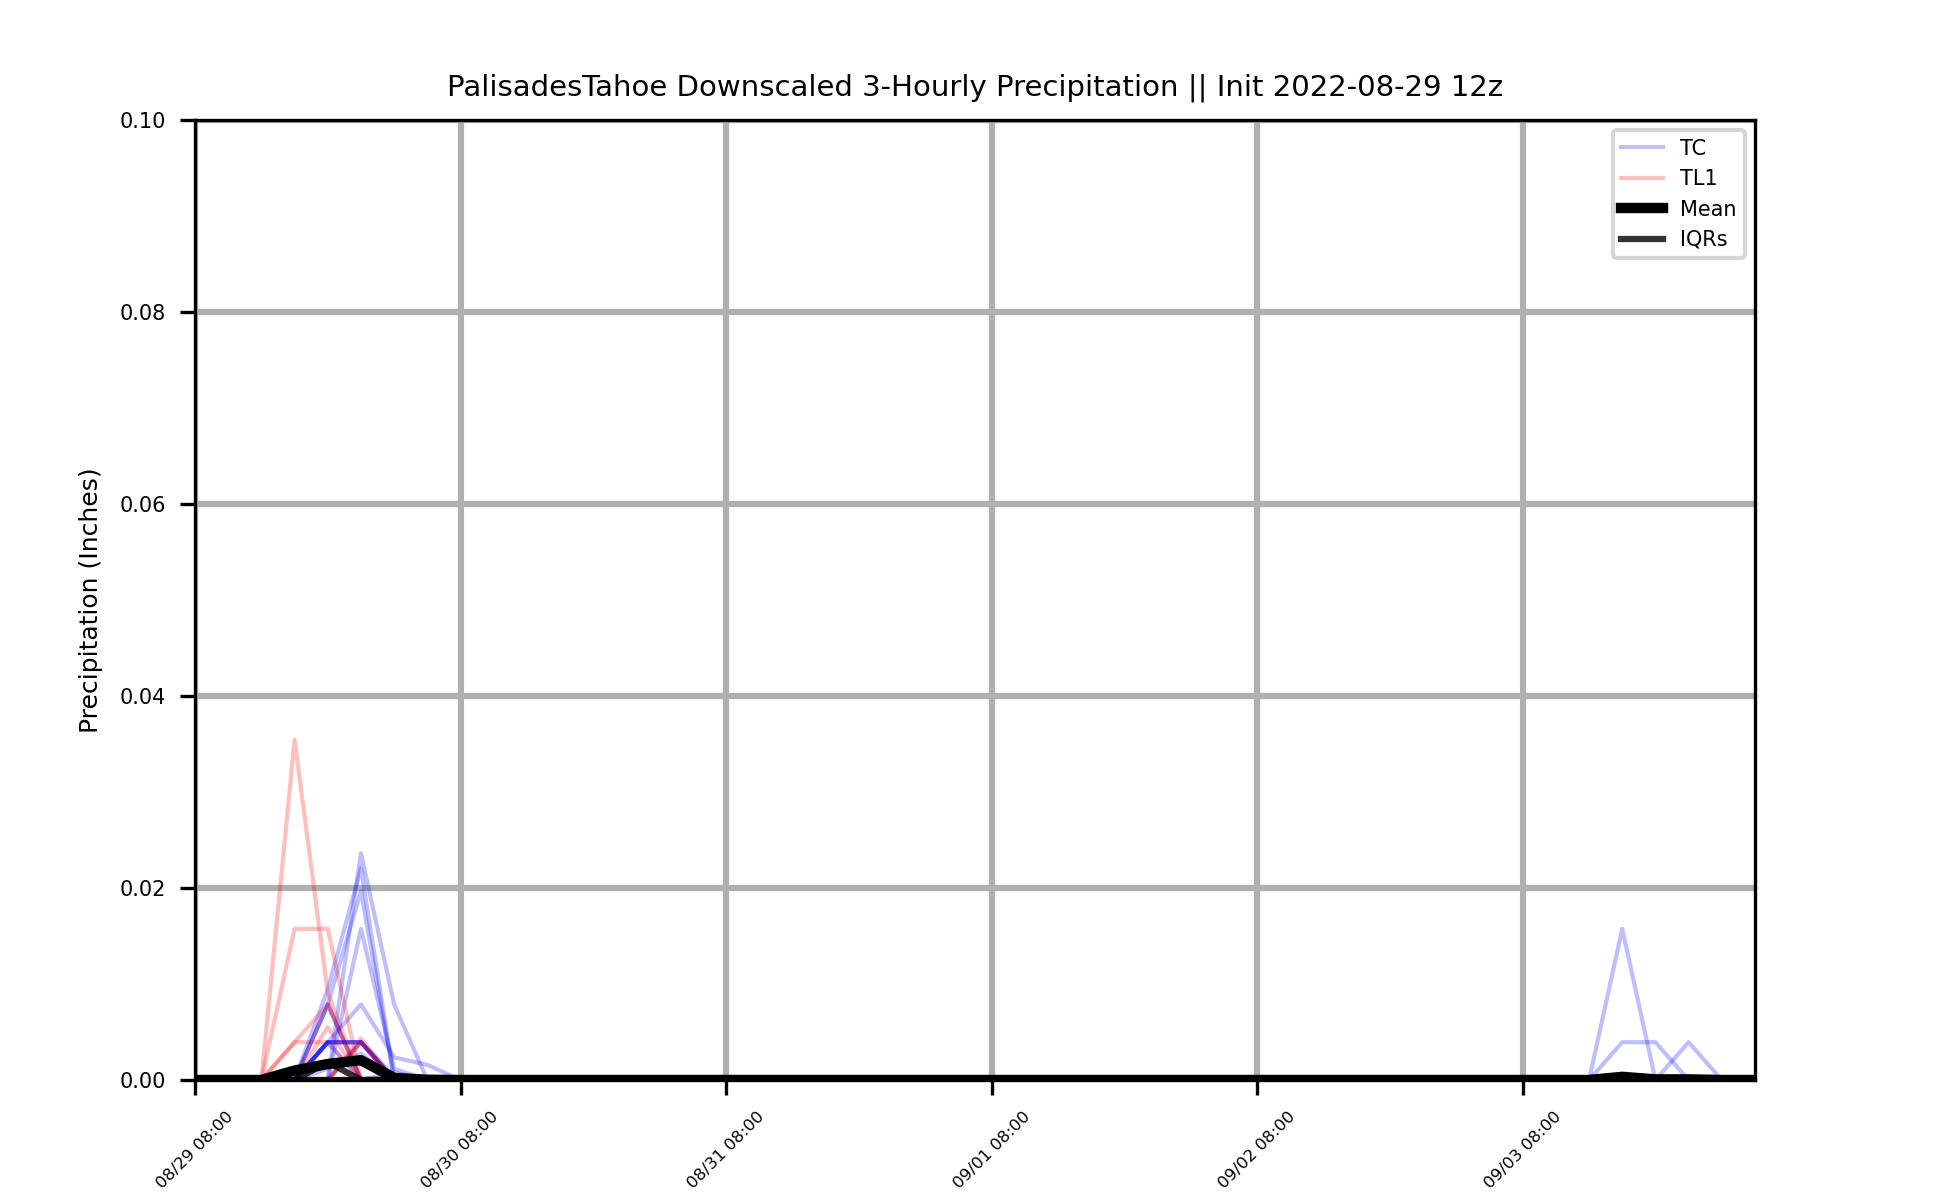 PalisadesTahoe Downscaled 3-Hourly Precipitation || Init 2022-08-29 12z
0.10
0.08
0.06
0.04
0.02
0.00
Precipitation (Inches)
TC
TL1
Mean
IQRs
08/29 08:00
08/30 08:00
08/31 08:00
09/01 08:00
09/02 08:00
09/03 08:00